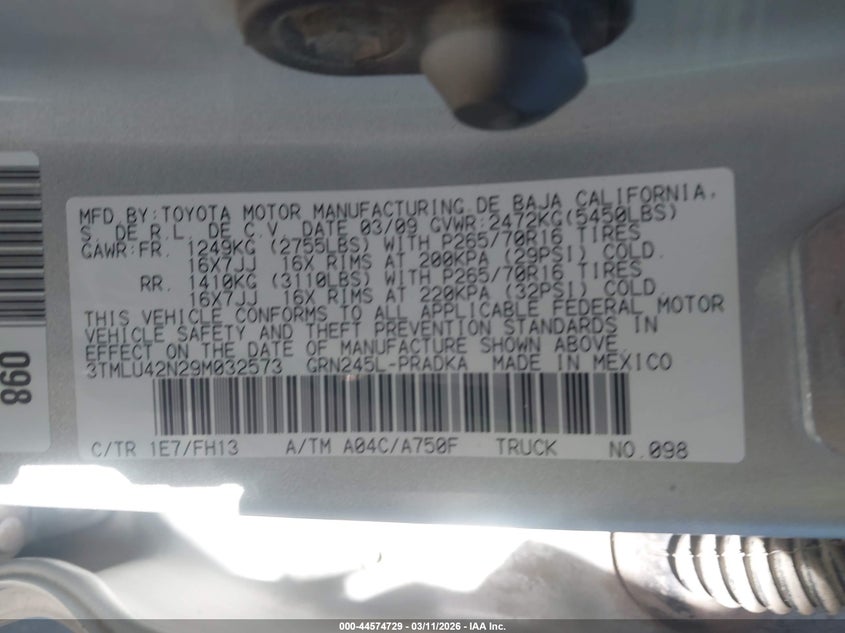 MFD. BY: TOYOTA MOTOR MANUFACTURING DE BAJA CALIFORNIA,
S. DE R.L. DE C.V. DATE 03/09 GVWR:2472KG(5450LBS)
GAWR:FR. 1249KG (2755LBS) WITH P265/70R16 TIRES
16X7JJ 16X RIMS AT 200KPA (29PSI) COLD.
RR. 1410KG (3110LBS) WITH P265/70R16 TIRES
16X7JJ 16X RIMS AT 220KPA (32PSI) COLD.
THIS VEHICLE CONFORMS TO ALL APPLICABLE FEDERAL MOTOR
VEHICLE SAFETY AND THEFT PREVENTION STANDARDS IN
EFFECT ON THE DATE OF MANUFACTURE SHOWN ABOVE.
3TMLU42N29M032573 GRN245L-PRADKA MADE IN MEXICO
C/TR 1E7/FH13 A/TM A04C/A750F TRUCK NO.098
098
000-44574729 - 03/11/2026 - IAA Inc.